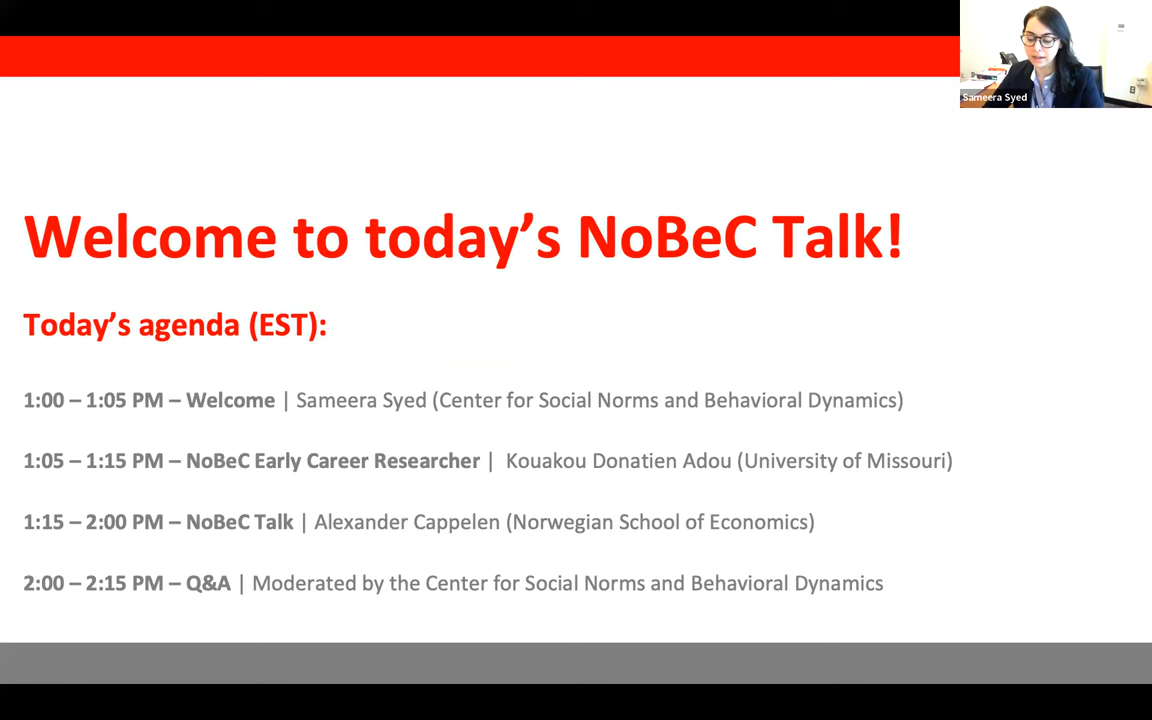 Sameera Syed
Welcome to today’s NoBeC Talk!
Today’s agenda (EST):
1:00 – 1:05 PM – Welcome | Sameera Syed (Center for Social Norms and Behavioral Dynamics)
1:05 – 1:15 PM – NoBeC Early Career Researcher | Kouakou Donatien Adou (University of Missouri)
1:15 – 2:00 PM – NoBeC Talk | Alexander Cappelen (Norwegian School of Economics)
2:00 – 2:15 PM – Q&A | Moderated by the Center for Social Norms and Behavioral Dynamics